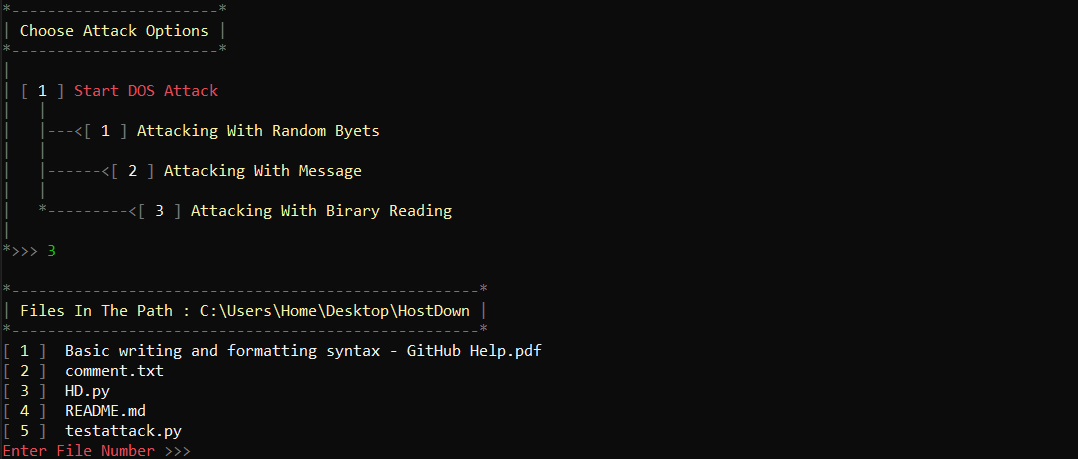 *-----------------------*
| Choose Attack Options |
*-----------------------*
|
| [ 1 ] Start DOS Attack
|   |
|   |---<[ 1 ] Attacking With Random Byets
|   |
|   |------<[ 2 ] Attacking With Message
|   |
|   *---------<[ 3 ] Attacking With Birary Reading
|
*>>> 3
*----------------------------------------------------*
| Files In The Path : C:\Users\Home\Desktop\HostDown |
*----------------------------------------------------*
[ 1 ]  Basic writing and formatting syntax - GitHub Help.pdf
[ 2 ]  comment.txt
[ 3 ]  HD.py
[ 4 ]  README.md
[ 5 ]  testattack.py
Enter File Number >>>